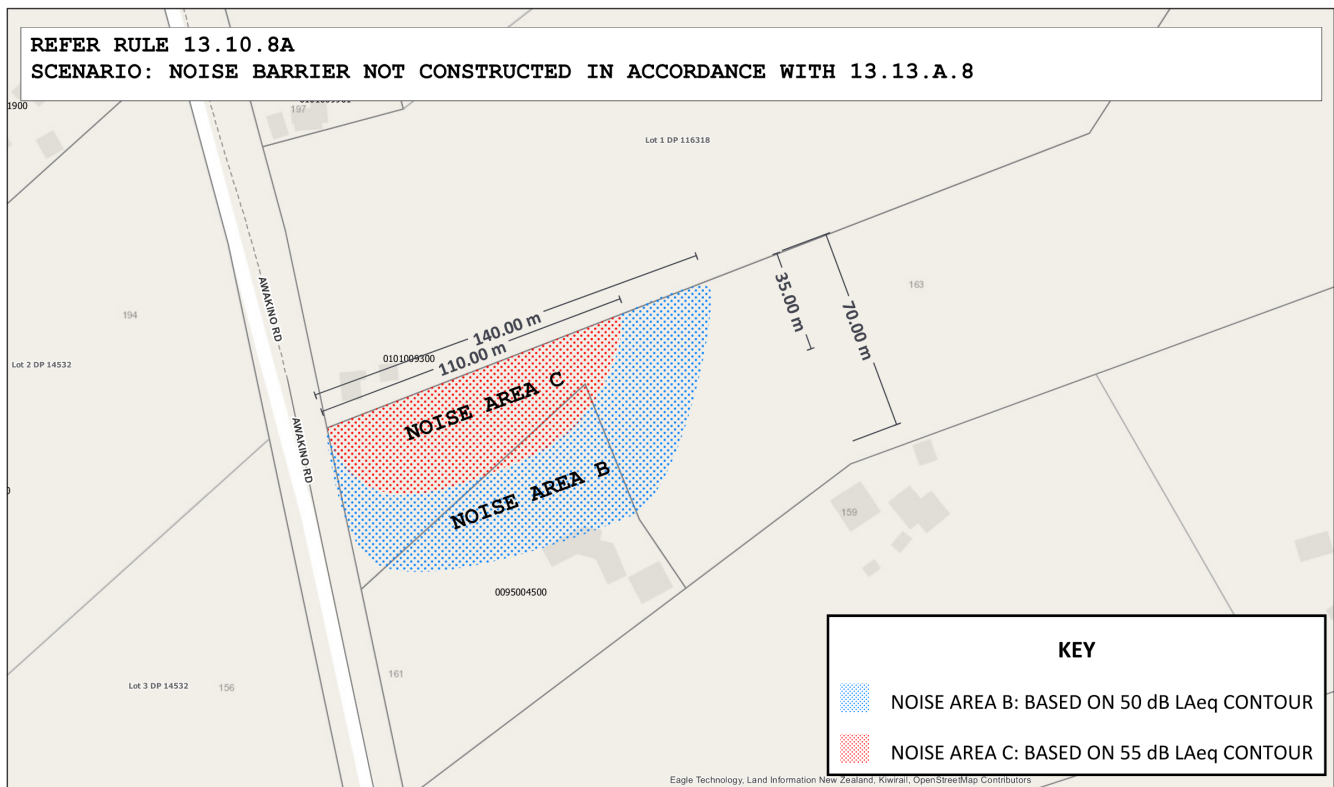 REFER RULE 13.10.8A
SCENARIO: NOISE BARRIER NOT CONSTRUCTED IN ACCORDANCE WITH 13.13.A.8
1900
197
Lot 1 DP 116318
AWAKINO RD
194
163
35.00 m
70.00 m
140.00 m
110.00 m
0101009300
Lot 2 DP 14532
NOISE AREA C
AWAKINO RD
NOISE AREA B
159
0095004500
161
Lot 3 DP 14532
156
KEY
NOISE AREA B: BASED ON 50 dB LAeq CONTOUR
NOISE AREA C: BASED ON 55 dB LAeq CONTOUR
Eagle Technology, Land Information New Zealand, Kiwirail, OpenStreetMap Contributors